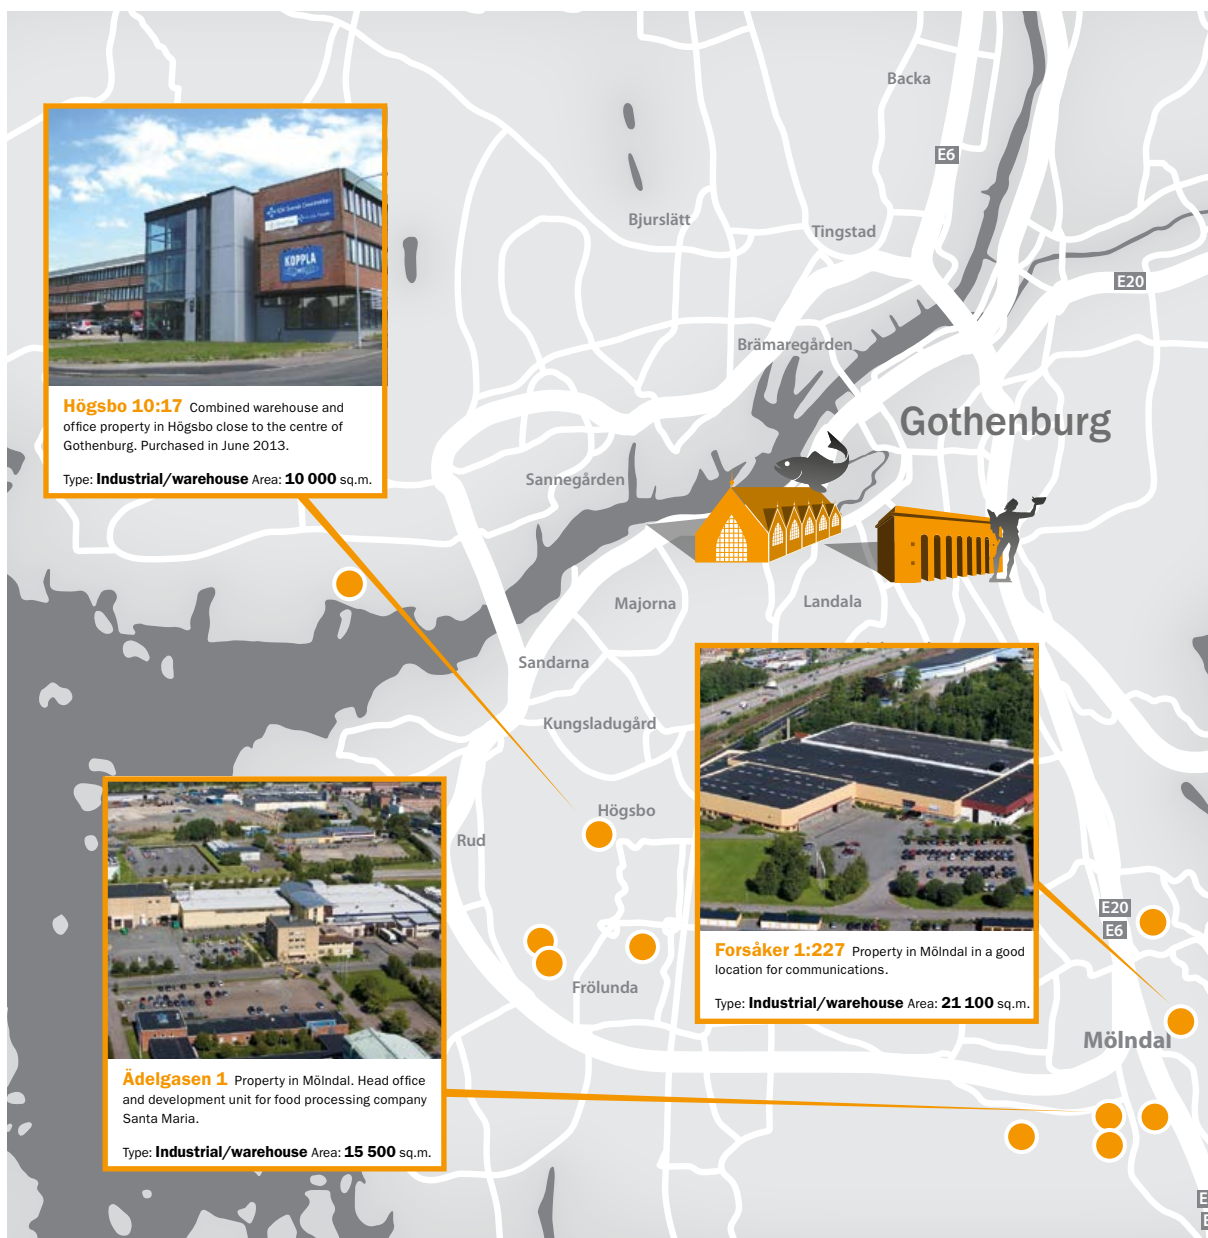 Backa
E6
Bjurslätt
Tingstad
E20
KOPPLA
Brämaregården
Högsbo 10:17 Combined warehouse and
office property in Högsbo close to the centre of
Gothenburg. Purchased in June 2013.
Type: Industrial/warehouse Area: 10 000 sq.m.
Gothenburg
Sannegården
Majorna
Landala
Sandarna
Kungsladugård
Högsbo
Rud
E20
E6
Forsåker 1:227 Property in Mölndal in a good
location for communications.
Type: Industrial/warehouse Area: 21 100 sq.m.
Frölunda
Mölndal
Ädelgasen 1 Property in Mölndal. Head office
and development unit for food processing company
Santa Maria.
Type: Industrial/warehouse Area: 15 500 sq.m.